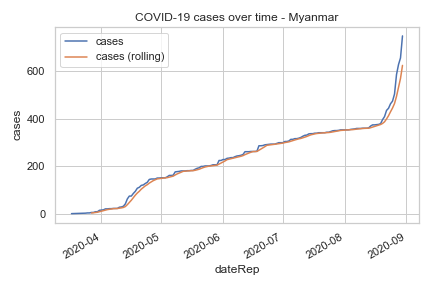 COVID-19 cases over time - Myanmar
cases
cases (rolling)
600
400
200
0
cases
2020-04
2020-05
2020-06
2020-07
2020-08
2020-09
dateRep